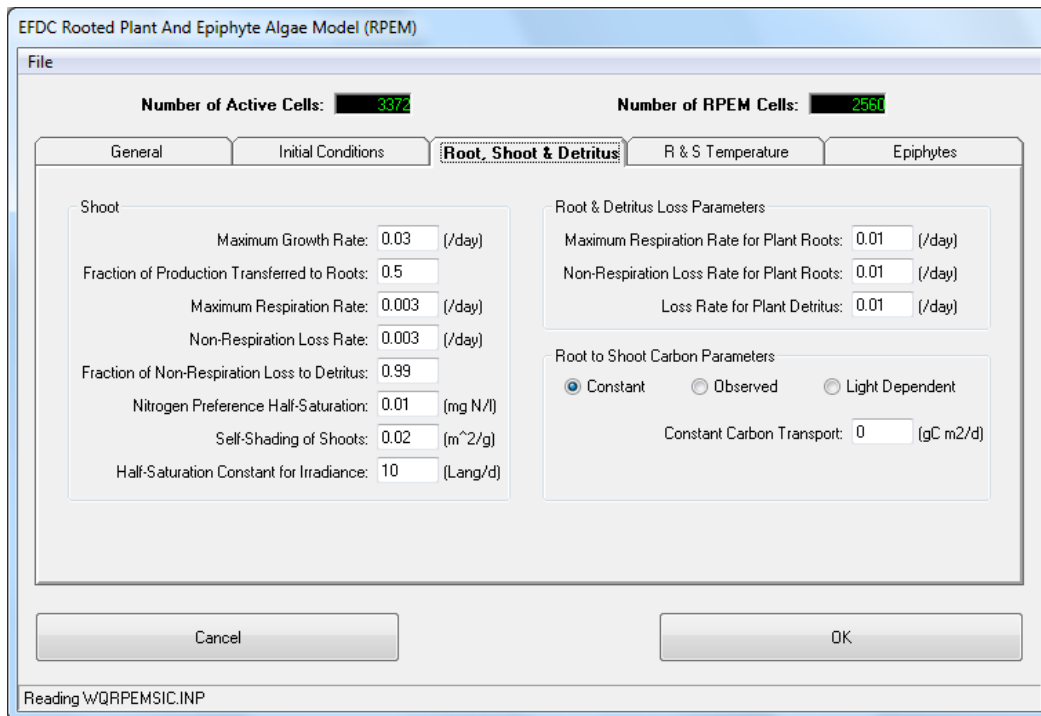 EFDC Rooted Plant And Epiphyte Algae Model (RPEM)
File
Number of Active Cells: 3372 Number of RPEM Cells: 2560
General Initial Conditions Root, Shoot & Detritus R & S Temperature Epiphytes
Shoot
Maximum Growth Rate: 0.03 (/day)
Fraction of Production Transferred to Roots: 0.5
Maximum Respiration Rate: 0.003 (/day)
Non-Respiration Loss Rate: 0.003 (/day)
Fraction of Non-Respiration Loss to Detritus: 0.99
Nitrogen Preference Half-Saturation: 0.01 (mg N/l)
Self-Shading of Shoots: 0.02 (m^2/g)
Half-Saturation Constant for Irradiance: 10 (Lang/d)
Root & Detritus Loss Parameters
Maximum Respiration Rate for Plant Roots: 0.01 (/day)
Non-Respiration Loss Rate for Plant Roots: 0.01 (/day)
Loss Rate for Plant Detritus: 0.01 (/day)
Root to Shoot Carbon Parameters
Constant Observed Light Dependent
Constant Carbon Transport: 0 (gC m2/d)
Cancel OK
Reading WQRPEMSIC.INP